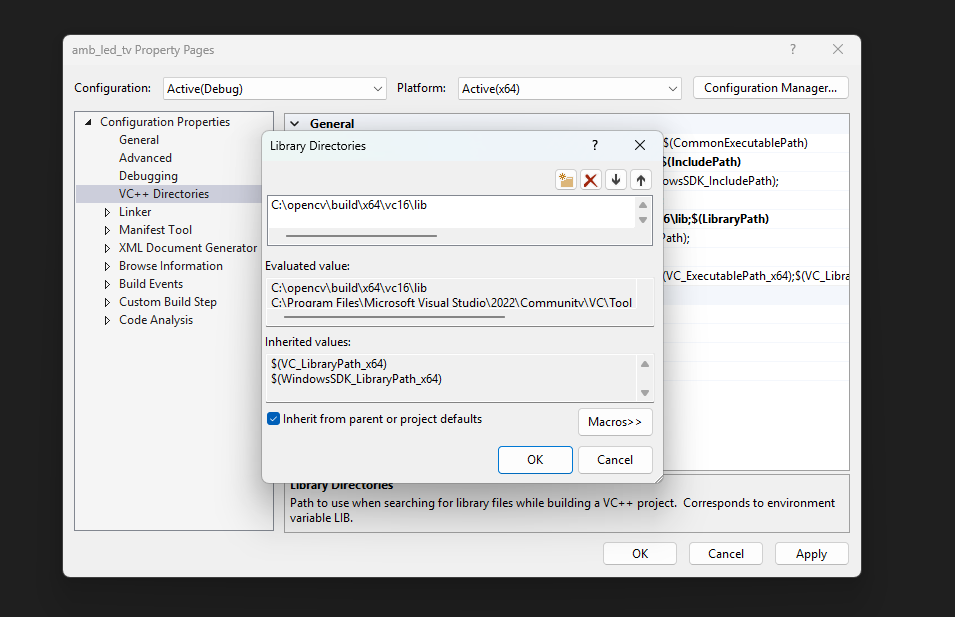 amb_led_tv Property Pages
?
Configuration: Active(Debug) Platform: Active(x64) Configuration Manager...
Configuration Properties
General
Advanced
Debugging
VC++ Directories
Linker
Manifest Tool
XML Document Generator
Browse Information
Build Events
Custom Build Step
Code Analysis
General
$(CommonExecutablePath)
$(IncludePath)
owsSDK_IncludePath);
6\lib;$(LibraryPath)
Path);
(VC_ExecutablePath_x64);$(VC_Libra
Library Directories
?
C:\opencv\build\x64\vc16\lib
Evaluated value:
C:\opencv\build\x64\vc16\lib
C:\Program Files\Microsoft Visual Studio\2022\Community\VC\Tool
Inherited values:
$(VC_LibraryPath_x64)
$(WindowsSDK_LibraryPath_x64)
Inherit from parent or project defaults
Macros>>
OK Cancel
Library Directories
Path to use when searching for library files while building a VC++ project. Corresponds to environment
variable LIB.
OK Cancel Apply